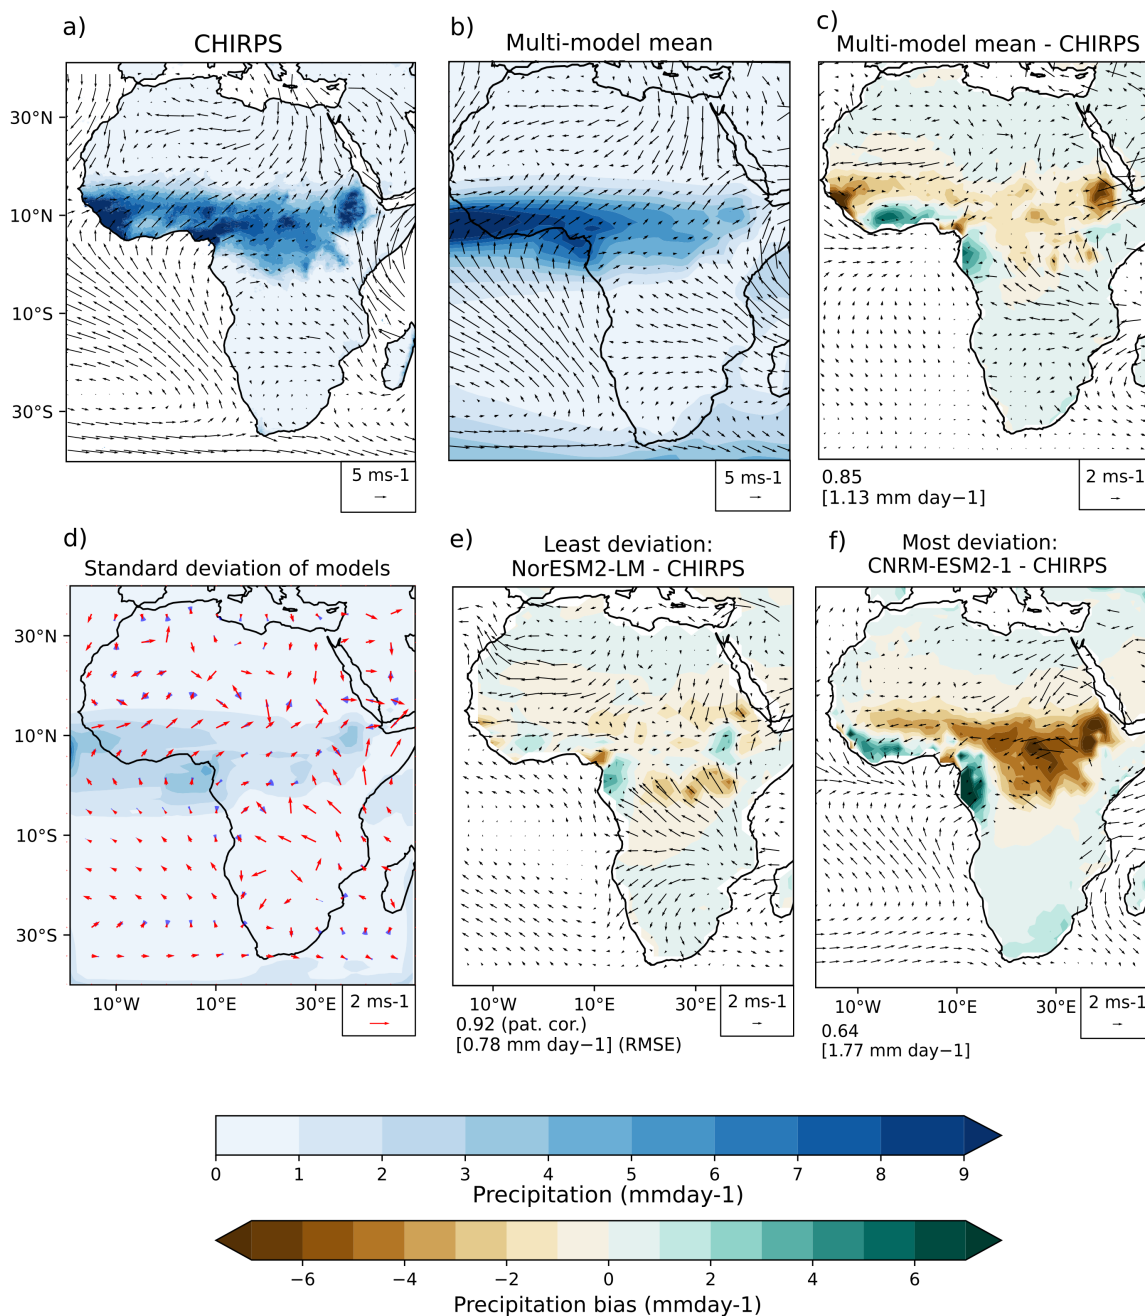 a)
CHIRPS
b)
Multi-model mean
c)
Multi-model mean - CHIRPS
30°N
10°N
10°S
30°S
5 ms-1
5 ms-1
0.85
[1.13 mm day−1]
2 ms-1
d)
Standard deviation of models
e)
Least deviation:
NorESM2-LM - CHIRPS
f)
Most deviation:
CNRM-ESM2-1 - CHIRPS
30°N
10°N
10°S
30°S
10°W
10°E
30°E
2 ms-1
10°W
10°E
30°E
2 ms-1
0.92 (pat. cor.)
[0.78 mm day−1] (RMSE)
10°W
10°E
30°E
2 ms-1
0.64
[1.77 mm day−1]
0 1 2 3 4 5 6 7 8 9
Precipitation (mmday-1)
−6 −4 −2 0 2 4 6
Precipitation bias (mmday-1)